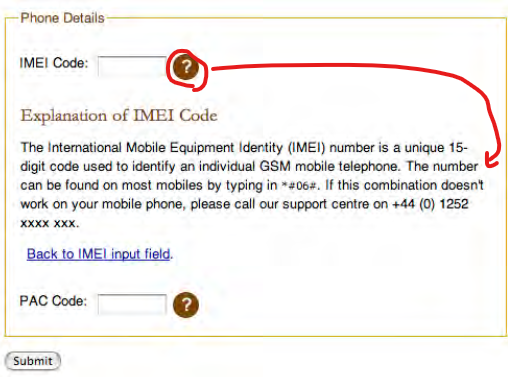 Phone Details
IMEI Code: ?
Explanation of IMEI Code
The International Mobile Equipment Identity (IMEI) number is a unique 15-
digit code used to identify an individual GSM mobile telephone. The number
can be found on most mobiles by typing in *#06#. If this combination doesn't
work on your mobile phone, please call our support centre on +44 (0) 1252
xxxx xxx.
Back to IMEI input field.
PAC Code: ?
Submit